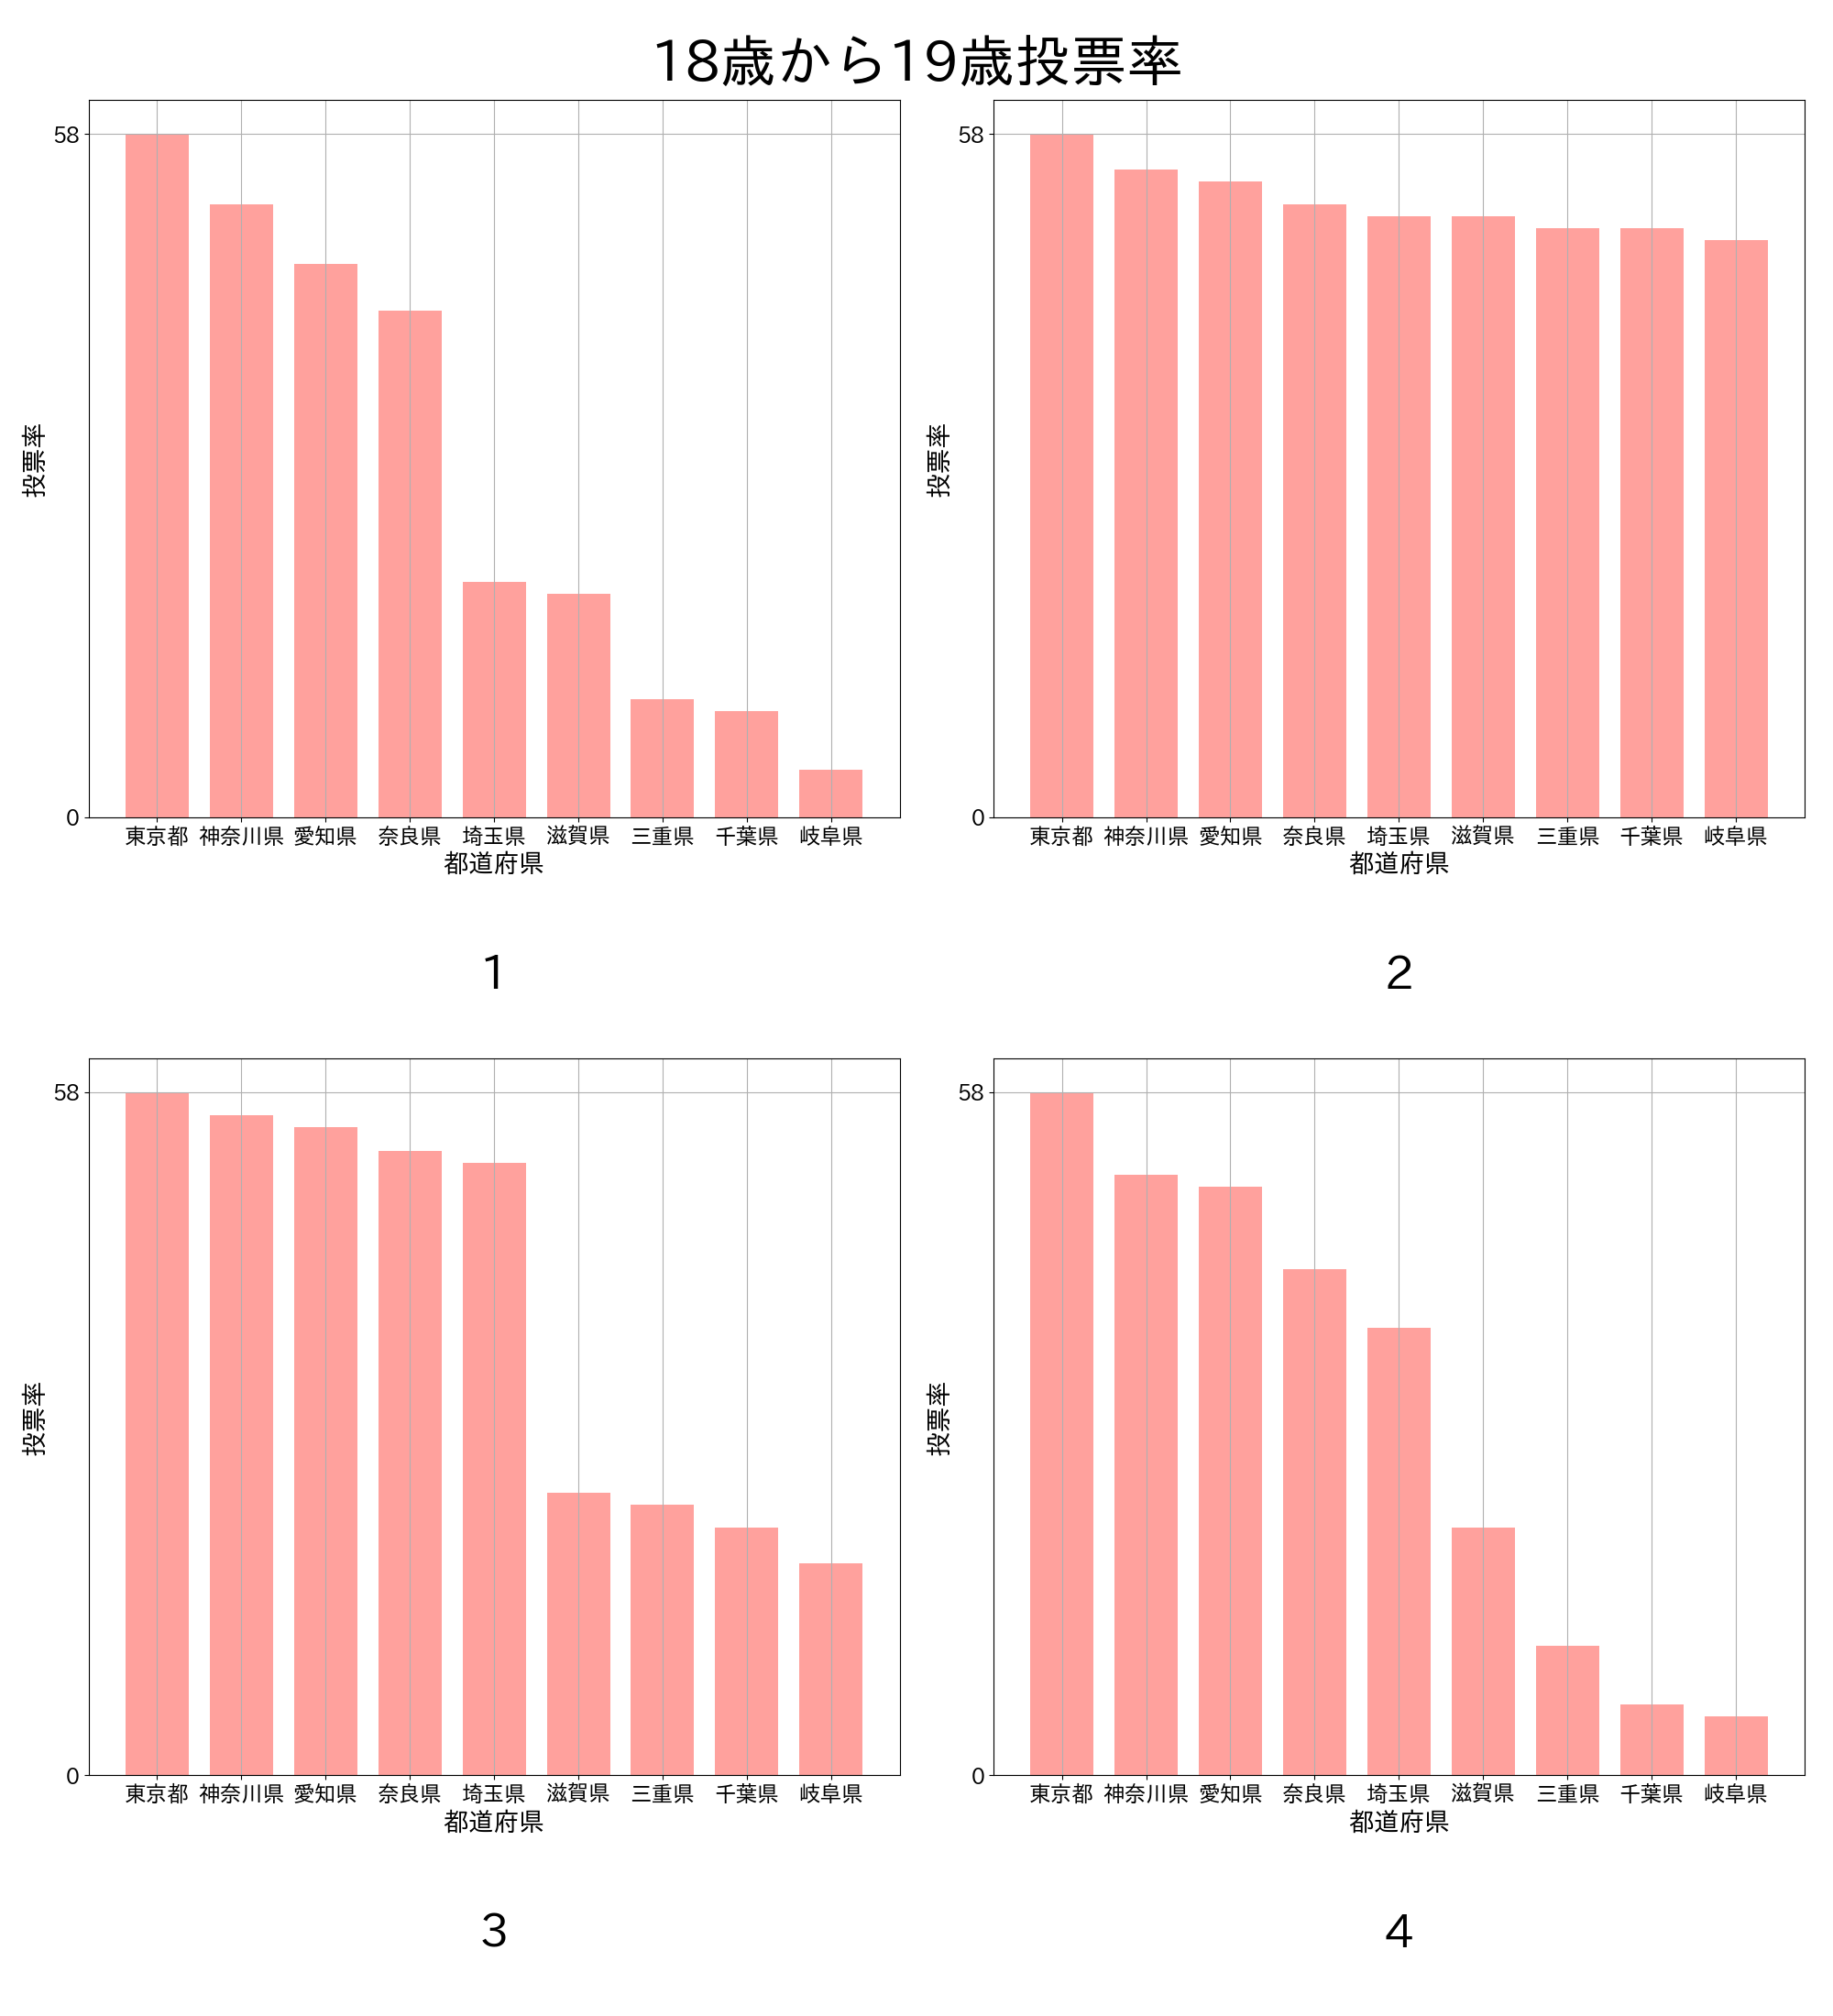 18歳から19歳投票率
58
0
投票率
東京都 神奈川県 愛知県 奈良県 埼玉県 滋賀県 三重県 千葉県 岐阜県
都道府県
1
58
0
投票率
東京都 神奈川県 愛知県 奈良県 埼玉県 滋賀県 三重県 千葉県 岐阜県
都道府県
2
58
0
投票率
東京都 神奈川県 愛知県 奈良県 埼玉県 滋賀県 三重県 千葉県 岐阜県
都道府県
3
58
0
投票率
東京都 神奈川県 愛知県 奈良県 埼玉県 滋賀県 三重県 千葉県 岐阜県
都道府県
4